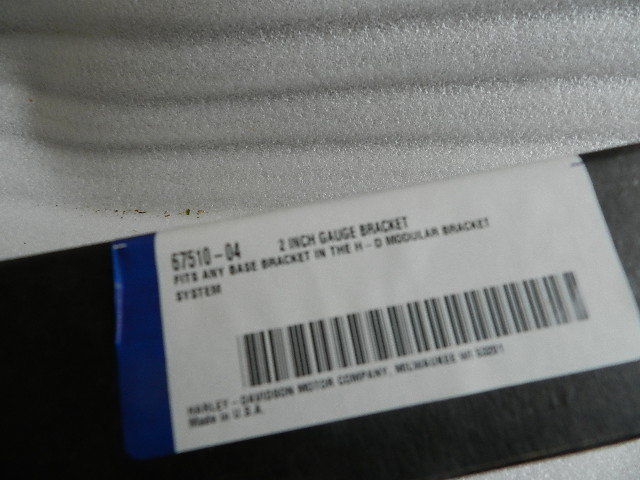 67510-04 2 INCH GAUGE BRACKET
FITS ANY BASE BRACKET IN THE H-D MODULAR BRACKET
SYSTEM
HARLEY-DAVIDSON MOTOR COMPANY, MILWAUKEE WI 53201
Made in U.S.A.